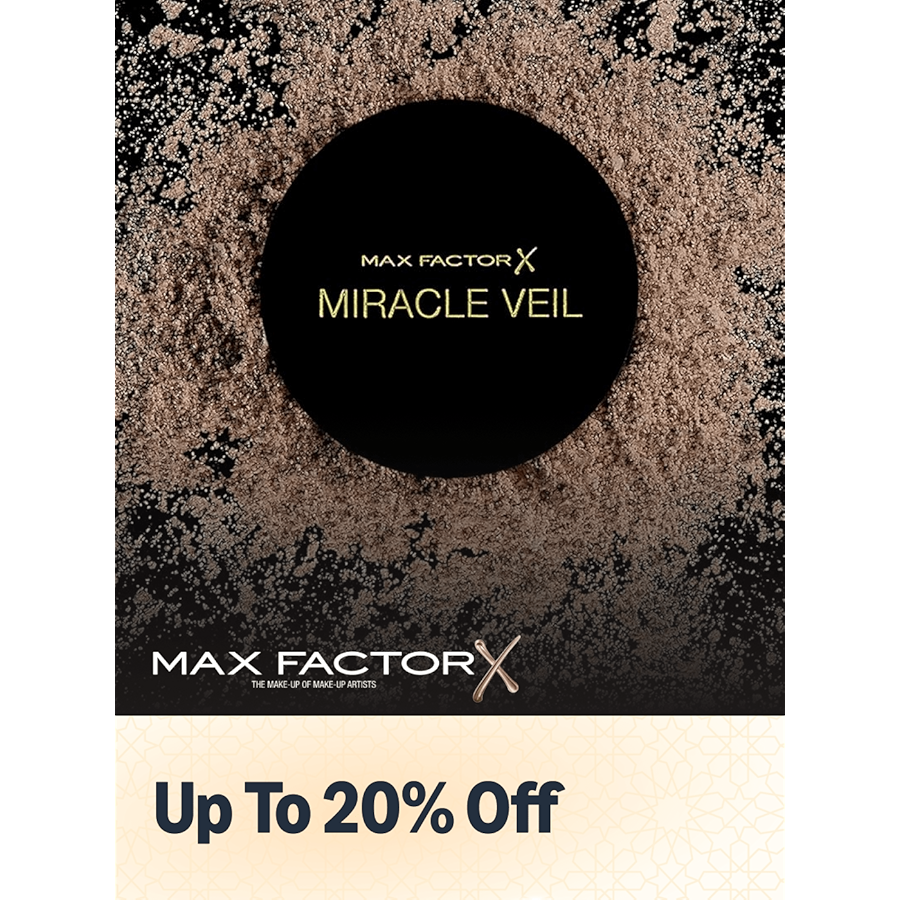 MAX FACTOR X
MIRACLE VEIL
MAX FACTOR X
THE MAKE-UP OF MAKE-UP ARTISTS
Up To 20% Off